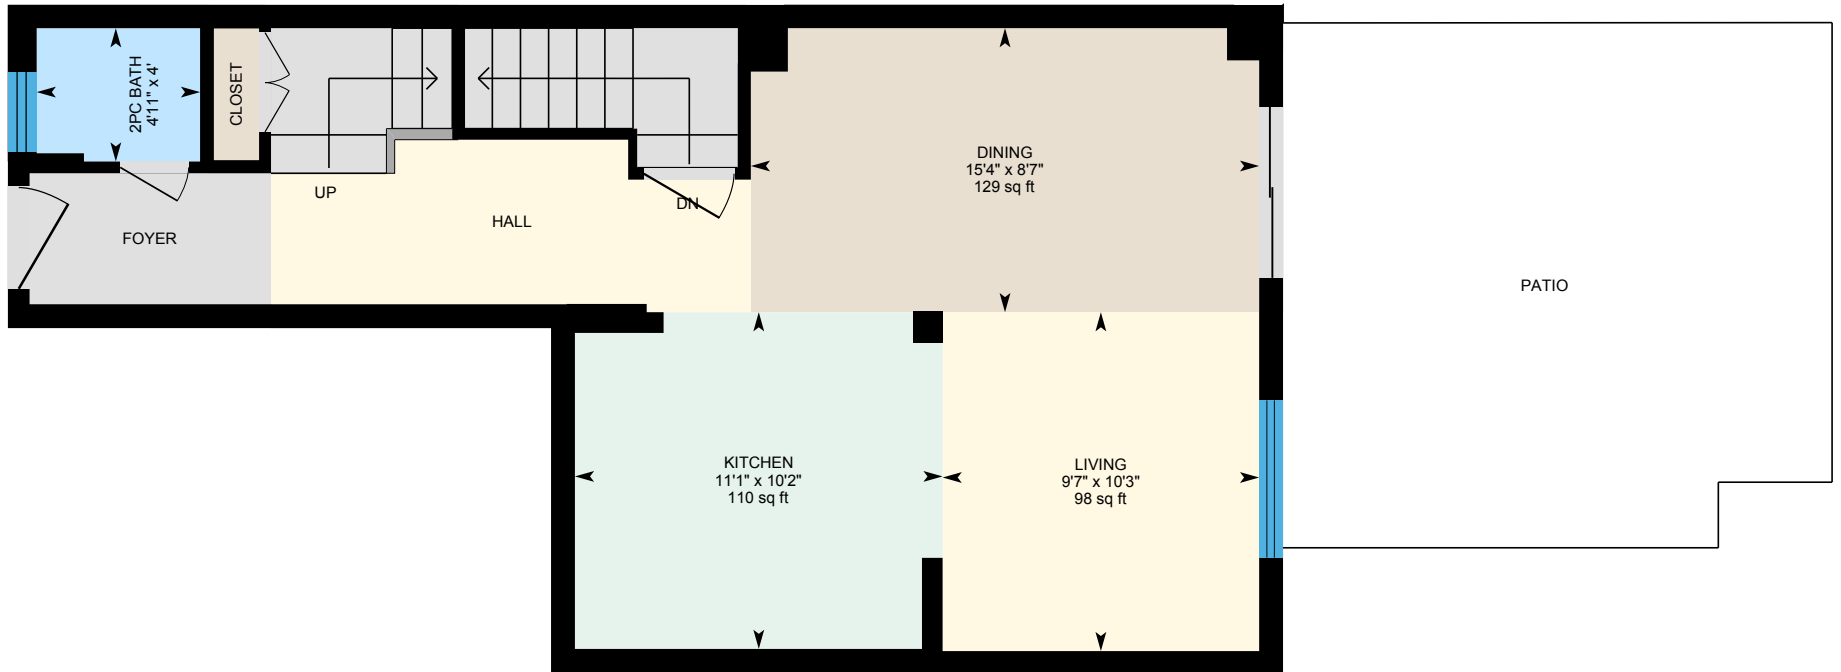 2PC BATH
4'11" x 4'
CLOSET
UP
FOYER
HALL
DN
DINING
15'4" x 8'7"
129 sq ft
PATIO
KITCHEN
11'1" x 10'2"
110 sq ft
LIVING
9'7" x 10'3"
98 sq ft